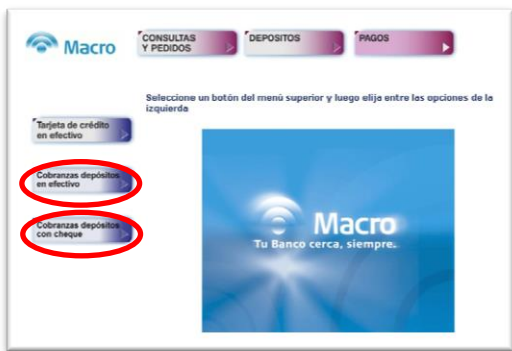 Macro
CONSULTAS
Y PEDIDOS
DEPOSITOS
PAGOS
Seleccione un botón del menú superior y luego elija entre las opciones de la
izquierda
Tarjeta de crédito
en efectivo
Cobranzas depósitos
en efectivo
Cobranzas depósitos
con cheque
Macro
Tu Banco cerca, siempre.